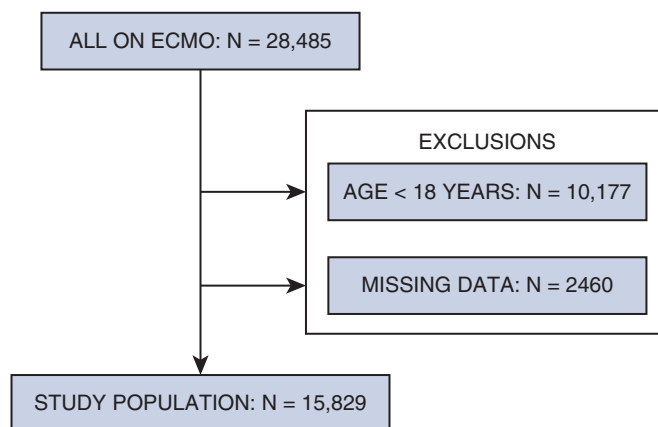 ALL ON ECMO: N = 28,485
EXCLUSIONS
AGE < 18 YEARS: N = 10,177
MISSING DATA: N = 2460
STUDY POPULATION: N = 15,829